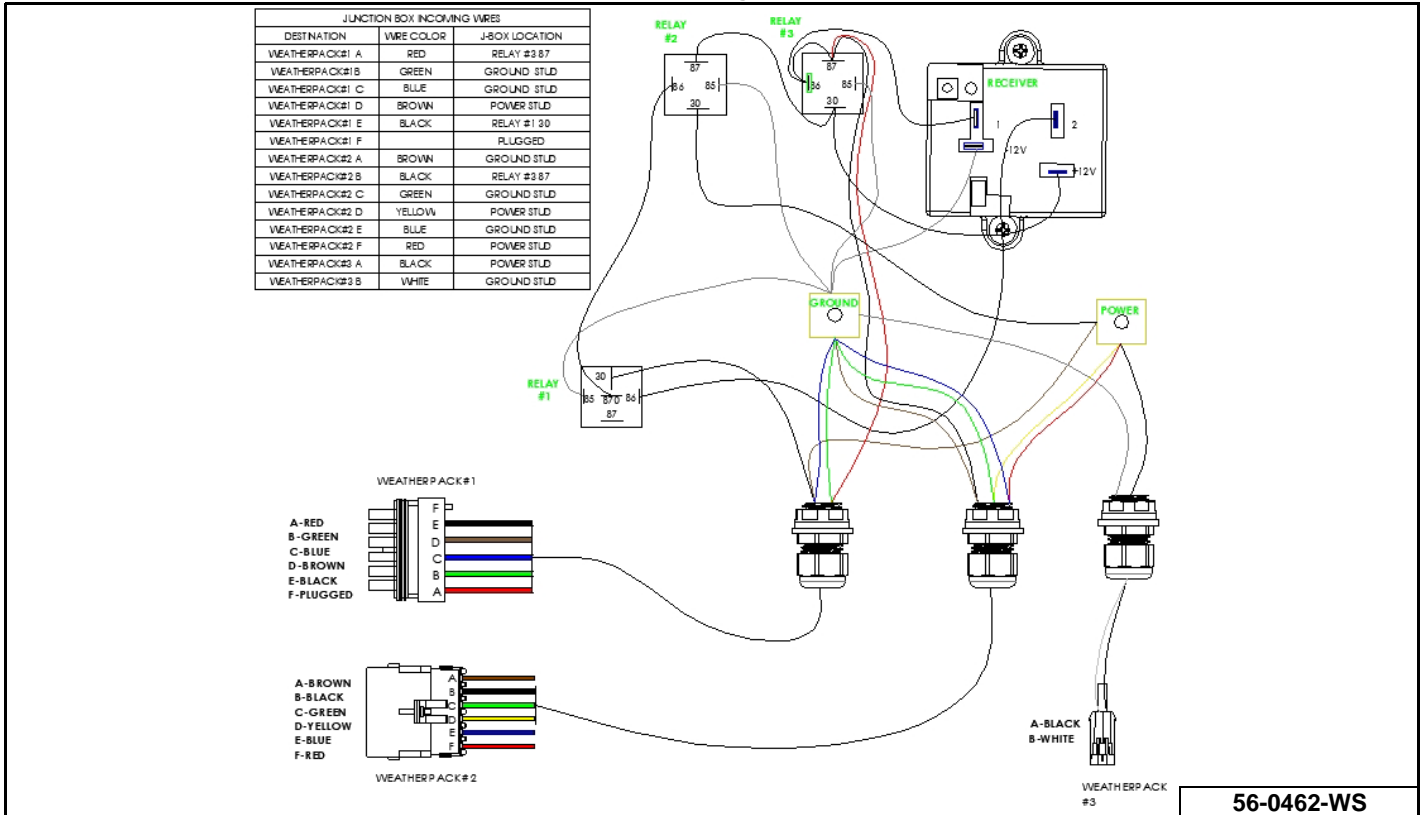 JUNCTION BOX INCOMING WIRES
DESTINATION WIRE COLOR J-BOX LOCATION
WEATHERPACK#1 A RED RELAY #3 87
WEATHERPACK#1B GREEN GROUND STUD
WEATHERPACK#1 C BLUE GROUND STUD
WEATHERPACK#1 D BROWN POWER STUD
WEATHERPACK#1 E BLACK RELAY #1 30
WEATHERPACK#1 F PLUGGED
WEATHERPACK#2 A BROWN GROUND STUD
WEATHERPACK#2 B BLACK RELAY #3 87
WEATHERPACK#2 C GREEN GROUND STUD
WEATHERPACK#2 D YELLOW POWER STUD
WEATHERPACK#2 E BLUE GROUND STUD
WEATHERPACK#2 F RED POWER STUD
WEATHERPACK#3 A BLACK POWER STUD
WEATHERPACK#3 B WHITE GROUND STUD
RELAY
#2
87
86 85
30
RELAY
#3
87
86 85
30
RECEIVER
1 2
-12V
+12V
GROUND
POWER
RELAY
#1
30
85 870 86
87
WEATHERPACK#1
A-RED
B-GREEN
C-BLUE
D-BROWN
E-BLACK
F-PLUGGED
F
E
D
C
B
A
A-BROWN
B-BLACK
C-GREEN
D-YELLOW
E-BLUE
F-RED
A
B
C
D
E
F
WEATHERPACK#2
A-BLACK
B-WHITE
WEATHERPACK
#3
56-0462-WS